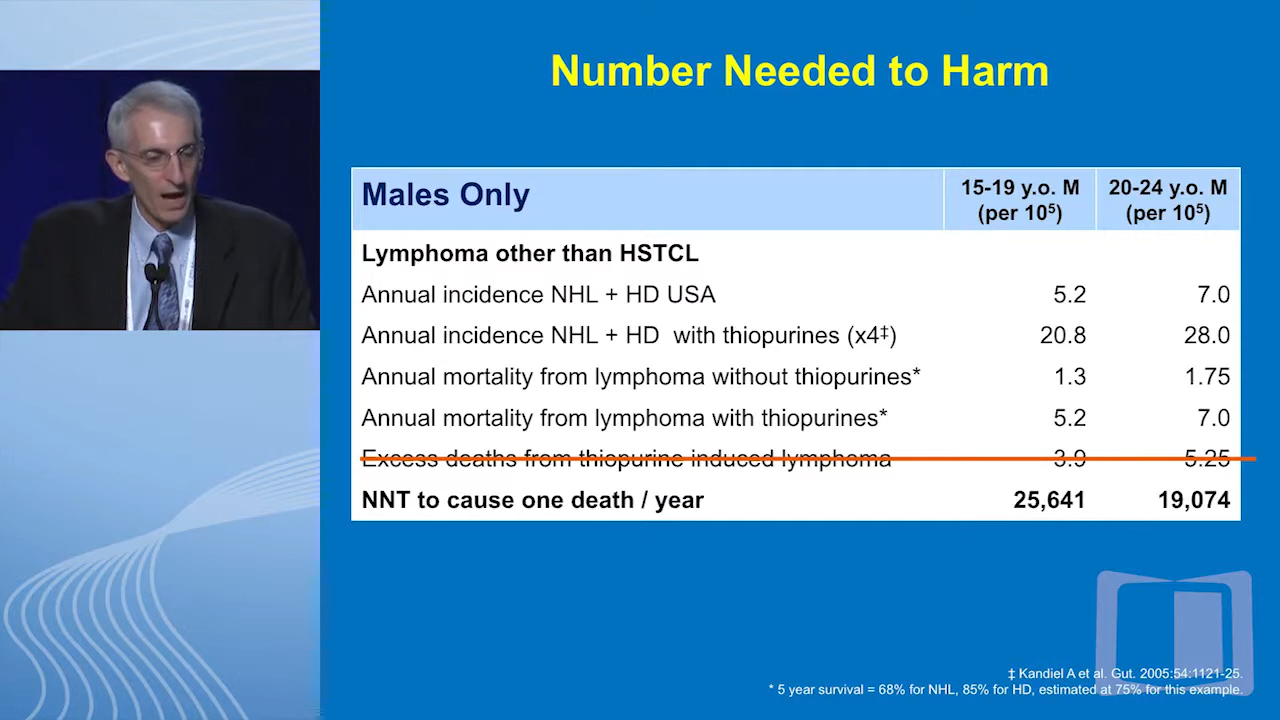 Number Needed to Harm
Males Only
15-19 y.o. M
(per 10⁵)
20-24 y.o. M
(per 10⁵)
Lymphoma other than HSTCL
Annual incidence NHL + HD USA 5.2 7.0
Annual incidence NHL + HD with thiopurines (x4‡) 20.8 28.0
Annual mortality from lymphoma without thiopurines* 1.3 1.75
Annual mortality from lymphoma with thiopurines* 5.2 7.0
Excess deaths from thiopurine induced lymphoma 3.9 5.25
NNT to cause one death / year 25,641 19,074
‡ Kandiel A et al. Gut. 2005:54:1121-25.
* 5 year survival = 68% for NHL, 85% for HD, estimated at 75% for this example.